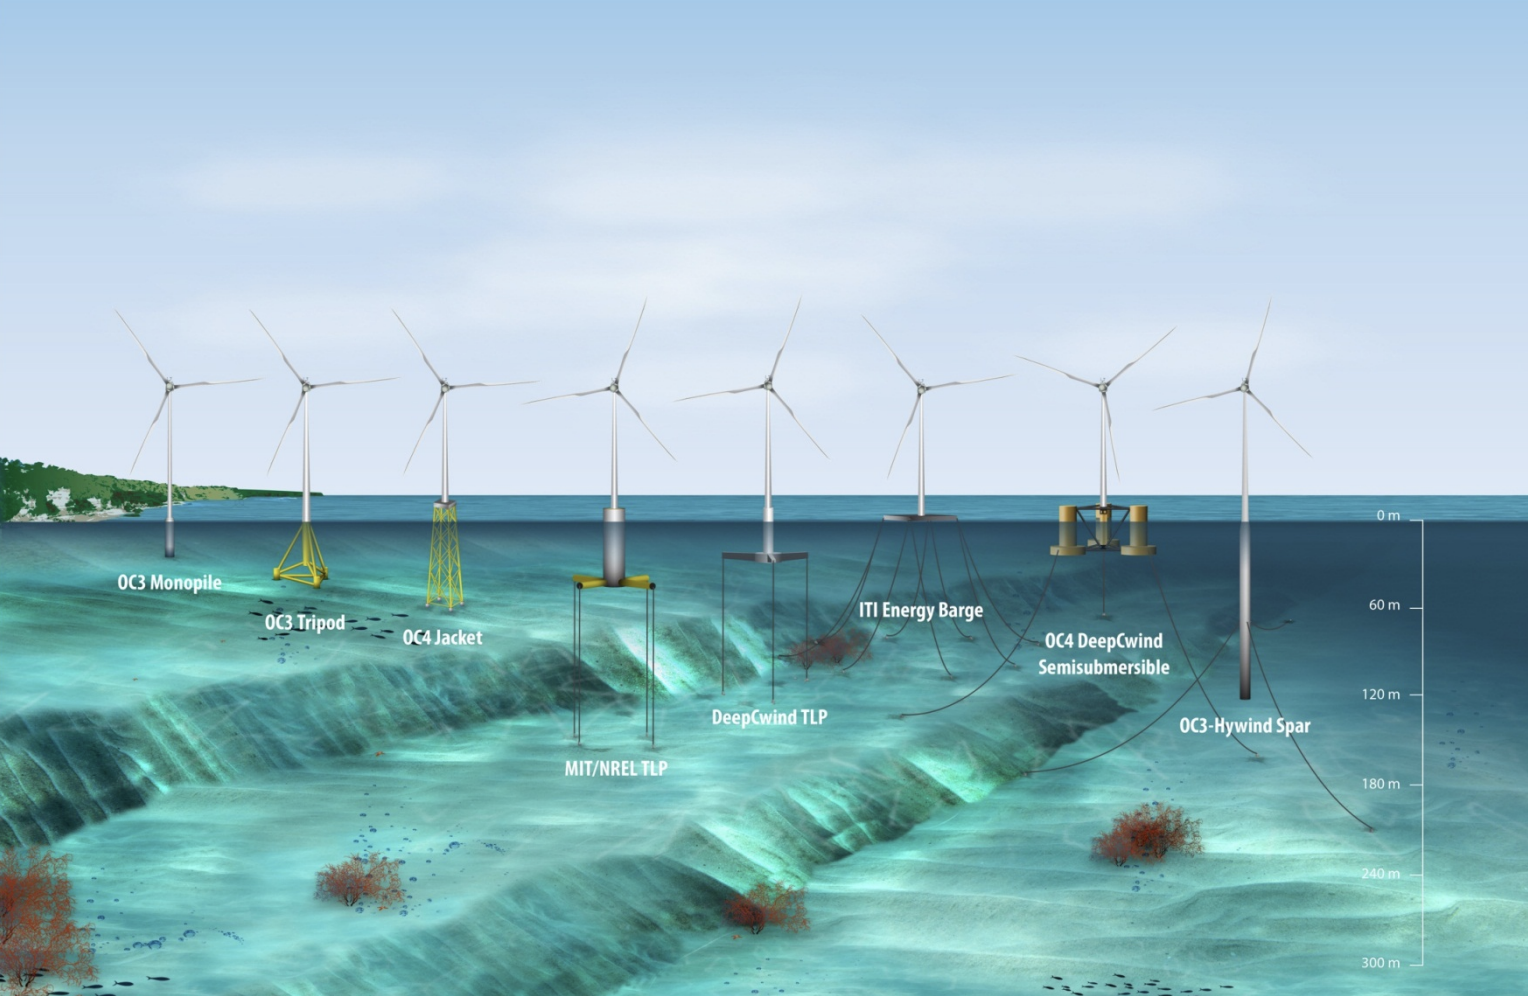 OC3 Monopile
OC3 Tripod
OC4 Jacket
MIT/NREL TLP
DeepCwind TLP
ITI Energy Barge
OC4 DeepCwind
Semisubmersible
OC3-Hywind Spar
0 m
60 m
120 m
180 m
240 m
300 m